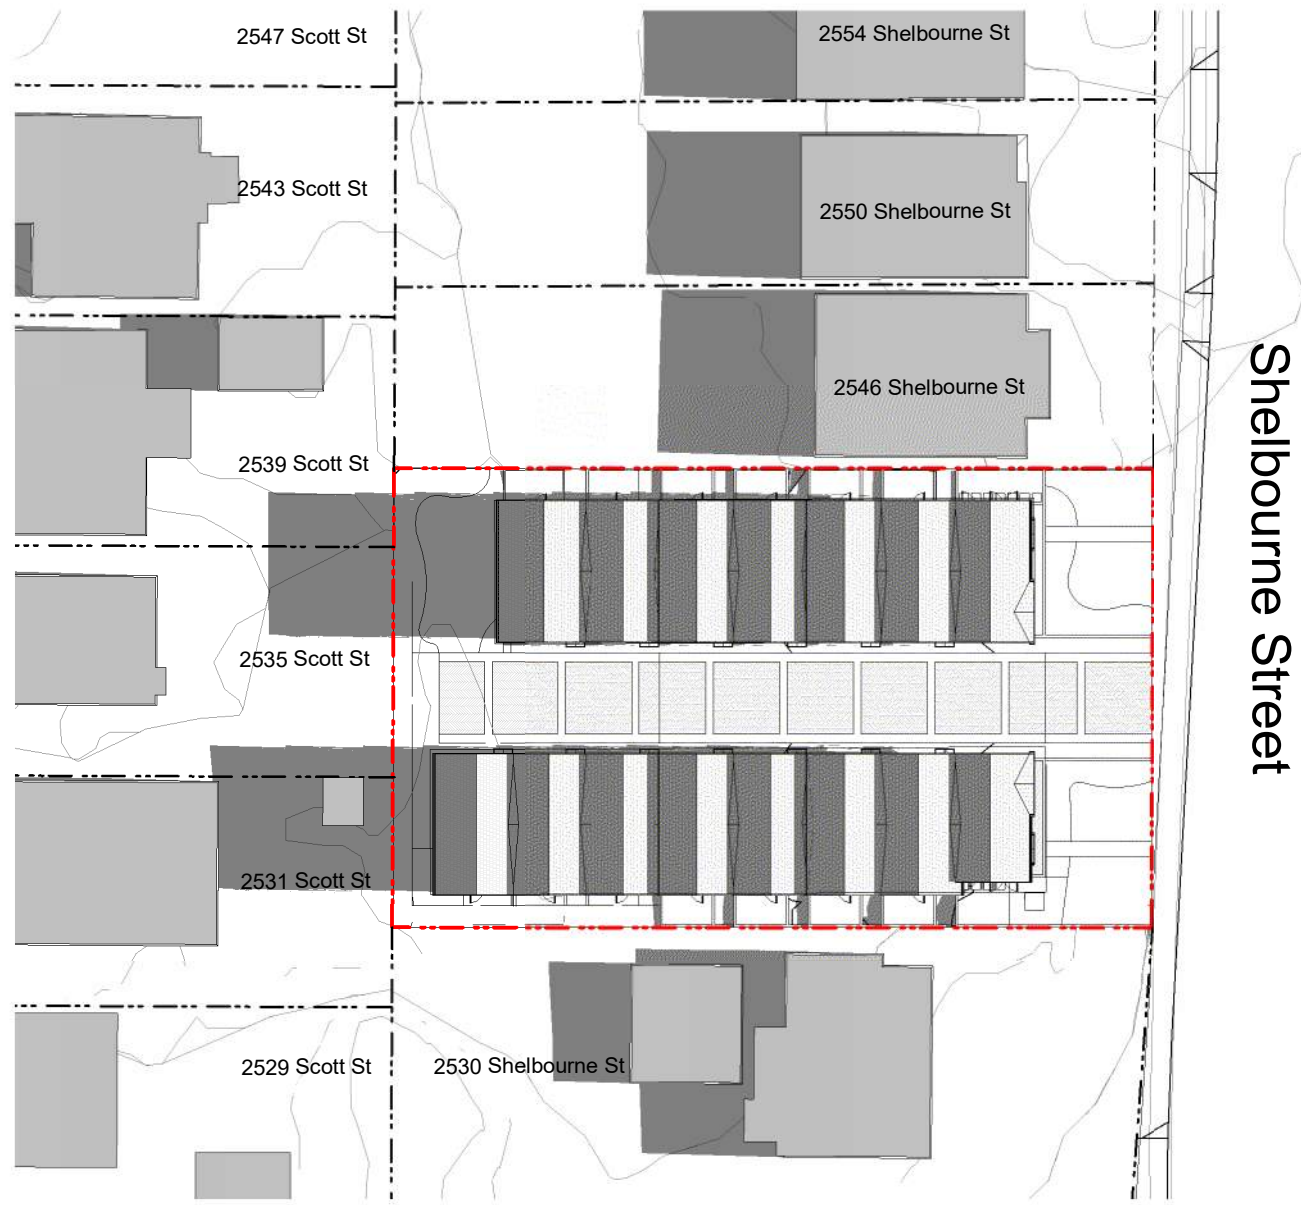 2547 Scott St
2554 Shelbourne St
2543 Scott St
2550 Shelbourne St
2546 Shelbourne St
2539 Scott St
2535 Scott St
2531 Scott St
2529 Scott St
2530 Shelbourne St
Shelbourne Street